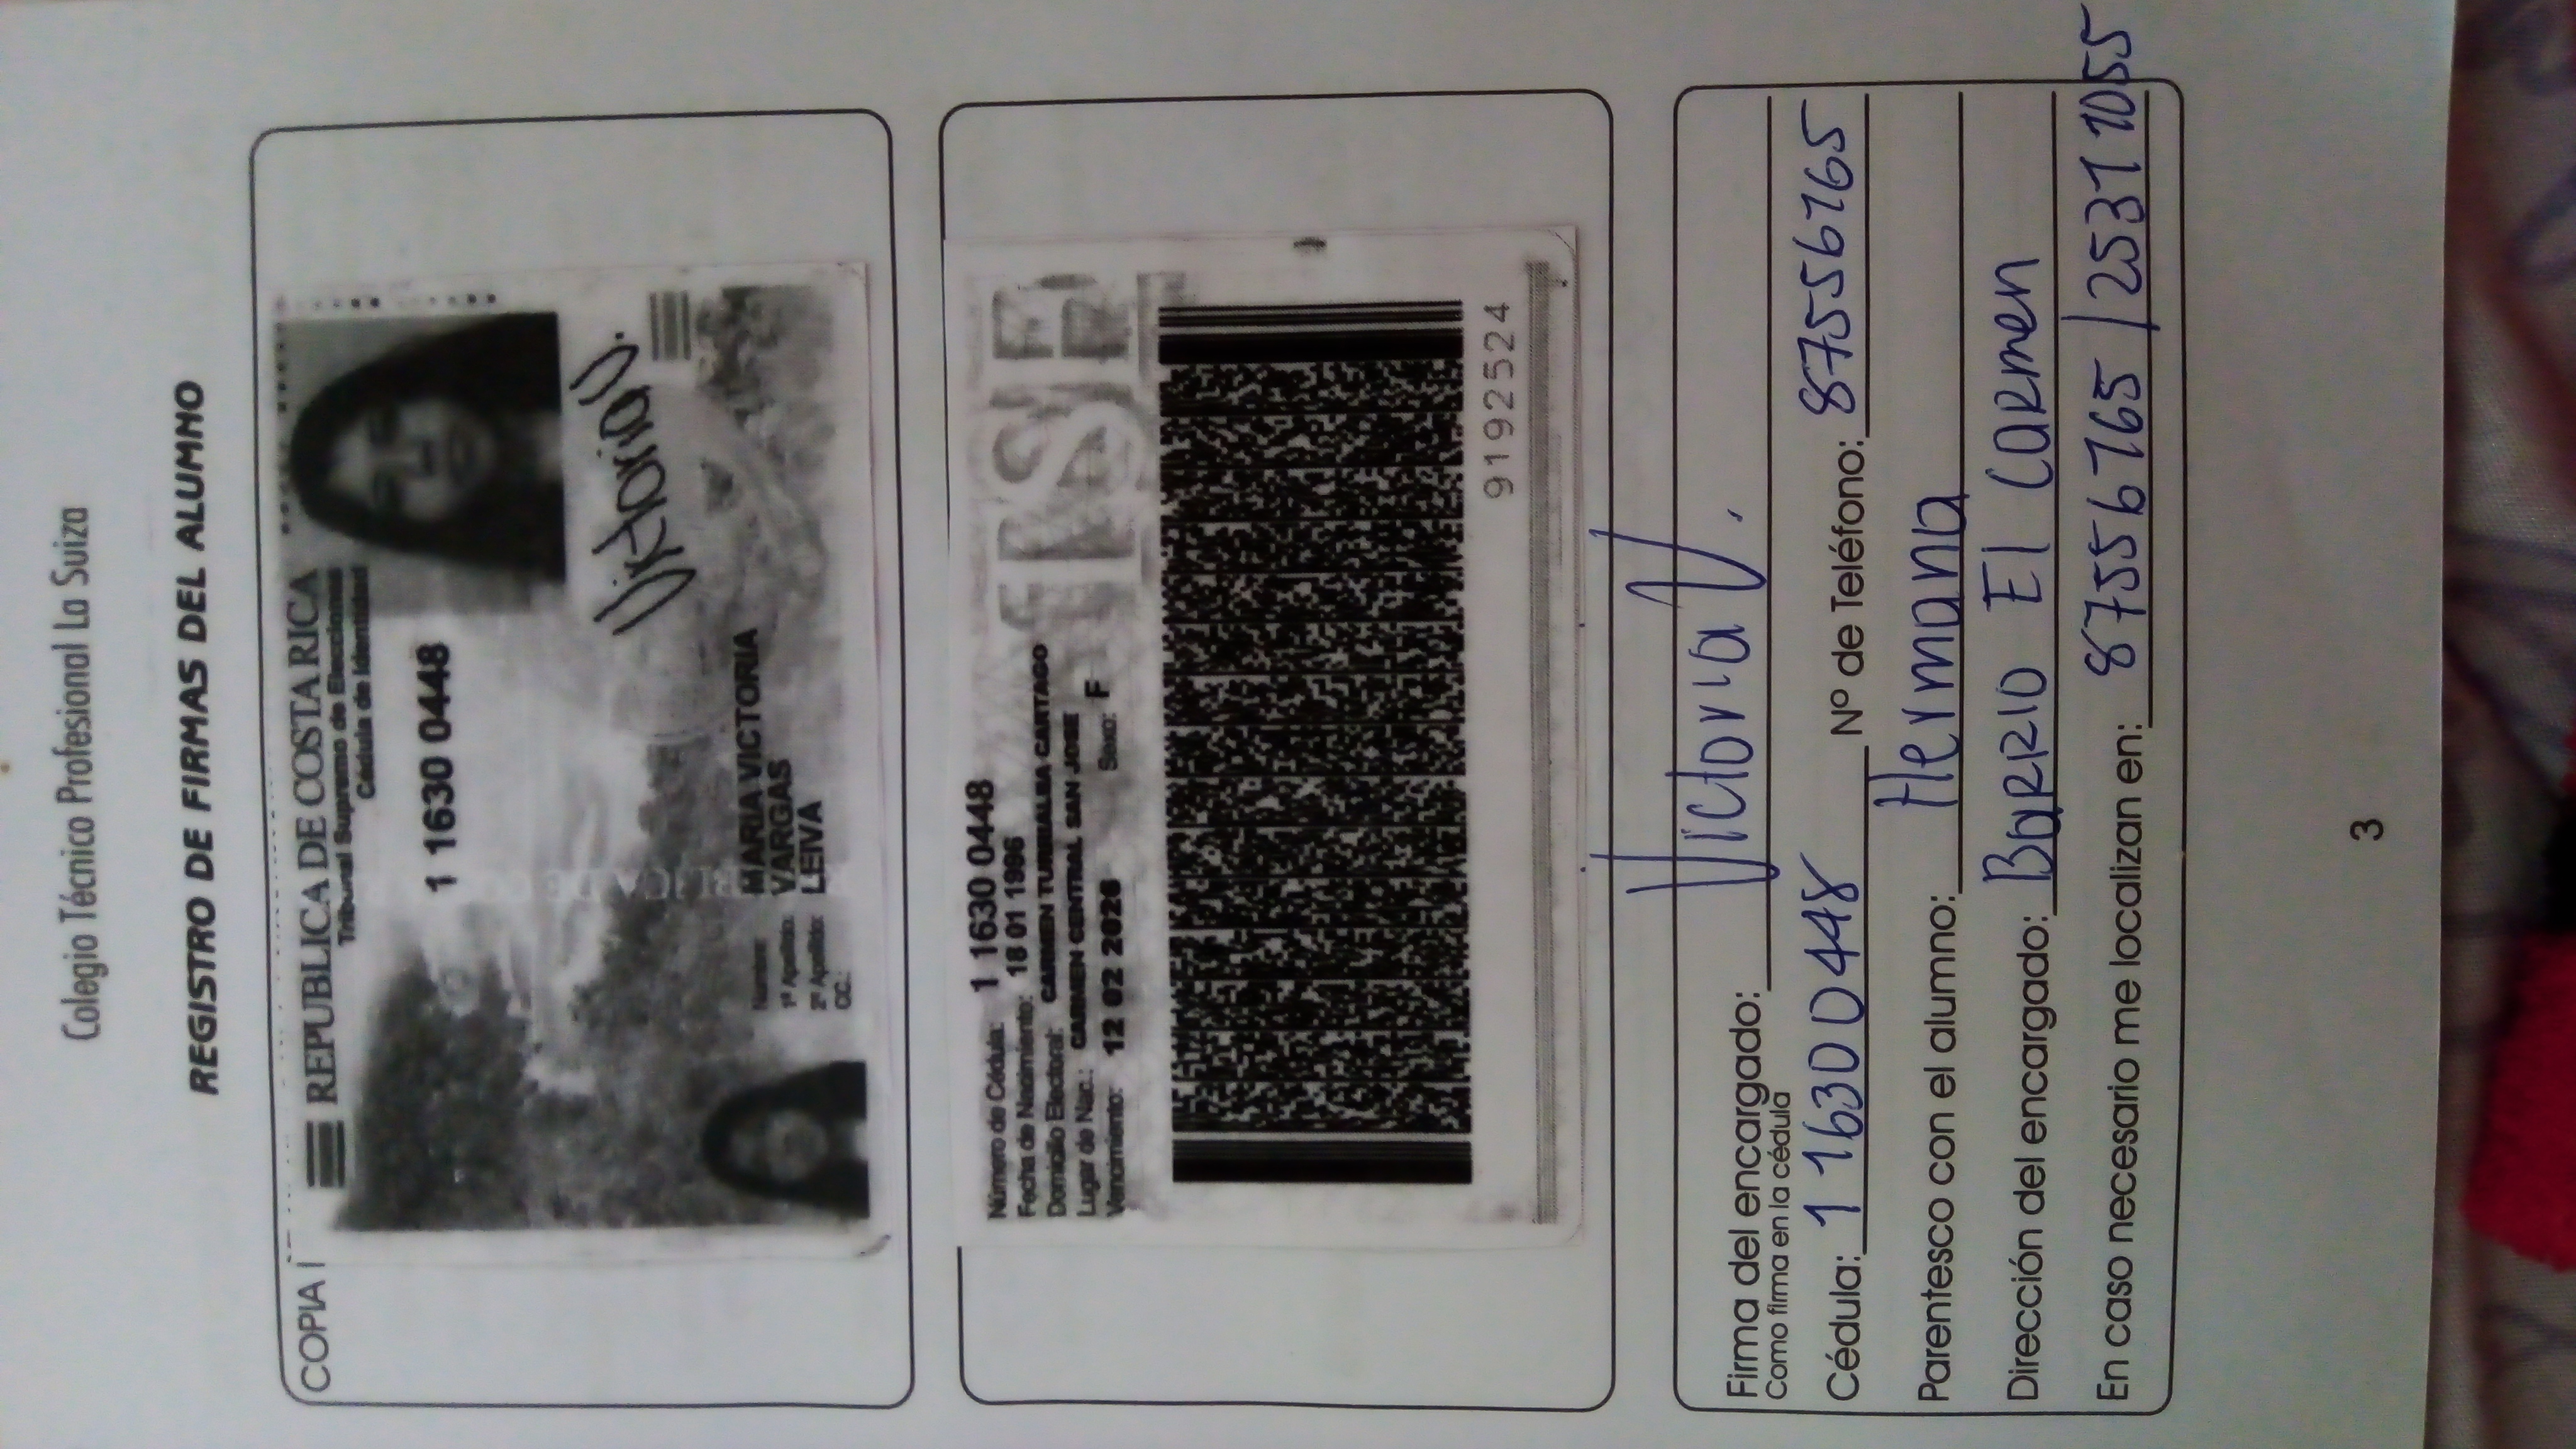 Colegio Técnico Profesional La Suiza
REGISTRO DE FIRMAS DEL ALUMNO
COPIA
REPUBLICA DE COSTA RICA
Tribunal Supremo de Elecciones
Cédula de Identidad
1 1630 0448
Victoria V.
Nombre: MARIA VICTORIA
1º Apellido: VARGAS
2º Apellido: LEIVA
CC.:
Número de Cédula: 1 1630 0448
Fecha de Nacimiento: 18 01 1996
Domicilio Electoral: CARMEN TURRIALBA CARTAGO
Lugar de Nac.: CARMEN CENTRAL SAN JOSE
Vencimiento: 12 02 2026 Sexo: F
TSE
9192524
Firma del encargado: Victoria V.
Como firma en la cédula
Cédula: 1 1630 0448 Nº de Teléfono: 87556765
Parentesco con el alumno: Hermana
Dirección del encargado: Barrio El Carmen
En caso necesario me localizan en: 87556765 / 25311055
3